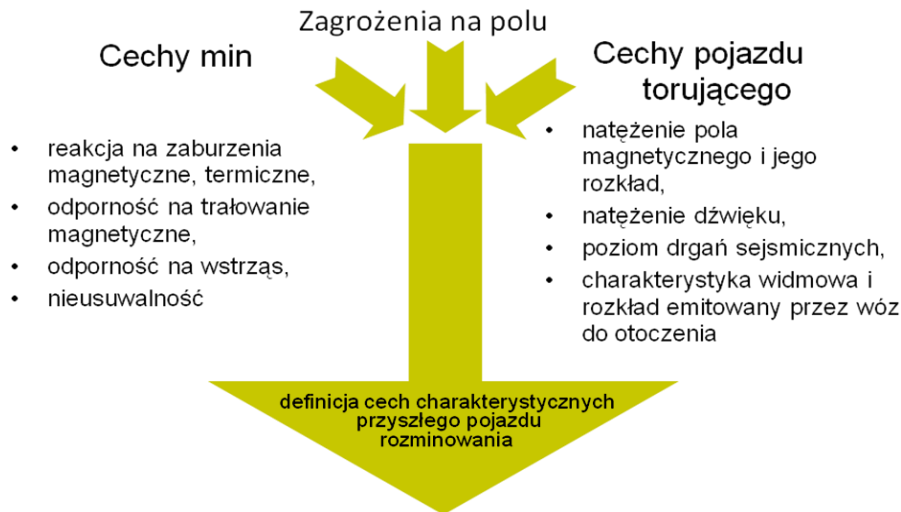 Zagrożenia na polu
Cechy min
• reakcja na zaburzenia
magnetyczne, termiczne,
• odporność na trałowanie
magnetyczne,
• odporność na wstrząs,
• nieusuwalność
Cechy pojazdu
torującego
• natężenie pola
magnetycznego i jego
rozkład,
• natężenie dźwięku,
• poziom drgań sejsmicznych,
• charakterystyka widmowa i
rozkład emitowany przez wóz
do otoczenia
definicja cech charakterystycznych
przyszłego pojazdu
rozminowania